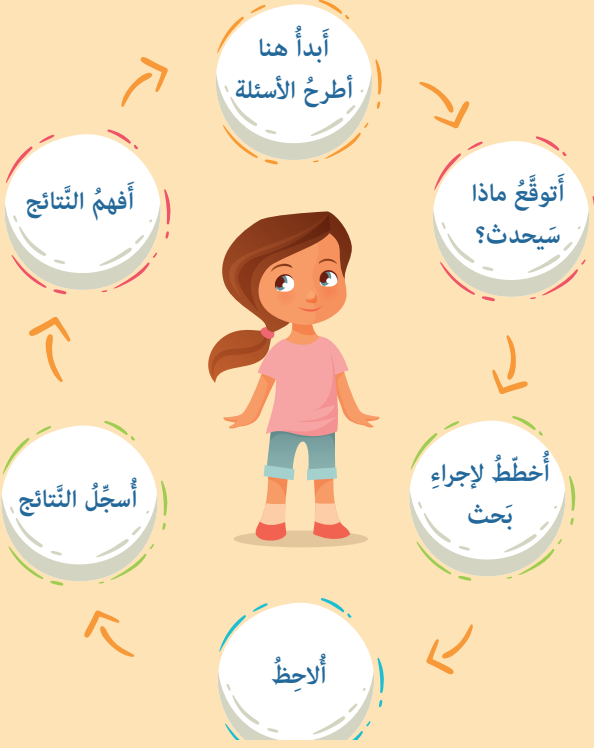 أَبدأُ هنا
أطرحُ الأسئلة
أَتوقَّعُ ماذا
سَيحدث؟
أُخطّطُ لإجراءِ
بَحث
أُلاحِظُ
أُسجِّلُ النَّتائج
أَفهمُ النَّتائج